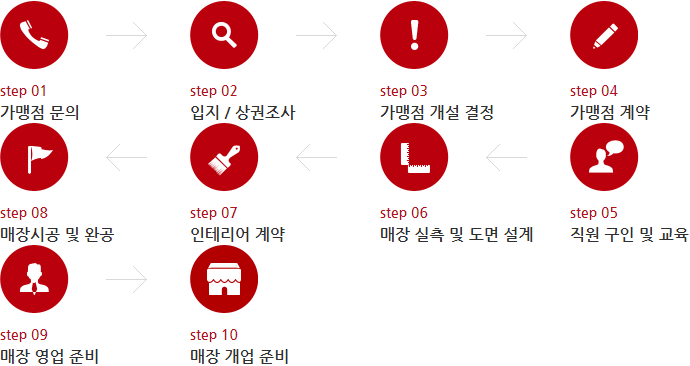 step 01
가맹점 문의
step 02
입지 / 상권조사
step 03
가맹점 개설 결정
step 04
가맹점 계약
step 05
직원 구인 및 교육
step 06
매장 실측 및 도면 설계
step 07
인테리어 계약
step 08
매장시공 및 완공
step 09
매장 영업 준비
step 10
매장 개업 준비